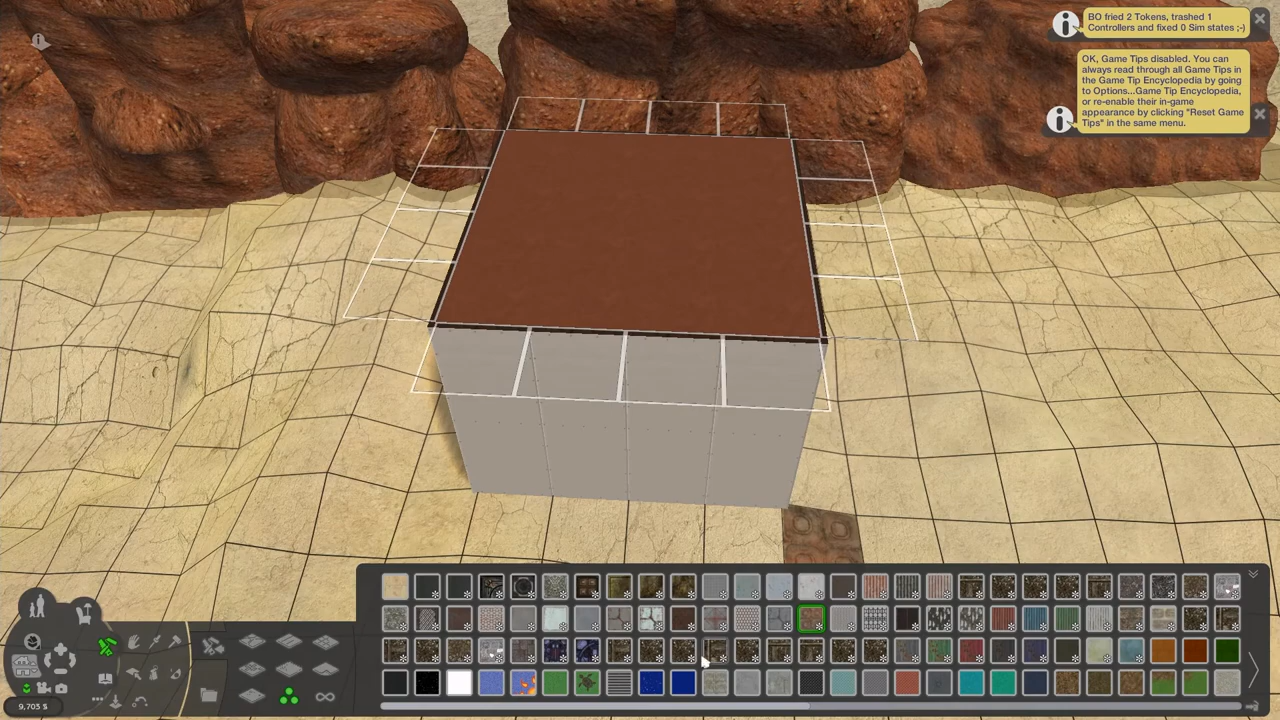 BO fried 2 Tokens, trashed 1
Controllers and fixed 0 Sim states ;-)
OK, Game Tips disabled. You can
always read through all Game Tips in
the Game Tip Encyclopedia by going
to Options...Game Tip Encyclopedia,
or re-enable their in-game
appearance by clicking "Reset Game
Tips" in the same menu.
9,705 $